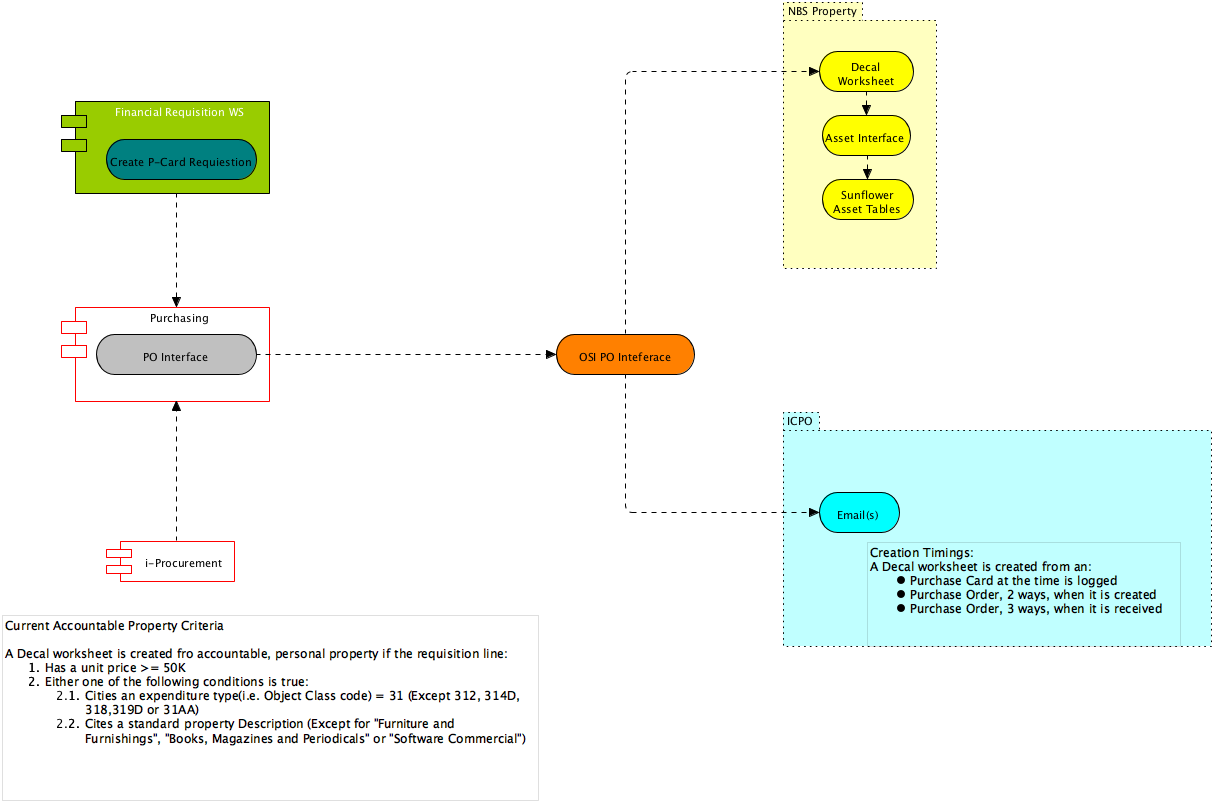 NBS Property
Decal
Worksheet
Asset Interface
Sunflower
Asset Tables
Financial Requisition WS
Create P-Card Requiestion
Purchasing
PO Interface
OSI PO Inteferace
i-Procurement
ICPO
Email(s)
Creation Timings:
A Decal worksheet is created from an:
● Purchase Card at the time is logged
● Purchase Order, 2 ways, when it is created
● Purchase Order, 3 ways, when it is received
Current Accountable Property Criteria
A Decal worksheet is created fro accountable, personal property if the requisition line:
1. Has a unit price >= 50K
2. Either one of the following conditions is true:
2.1. Cities an expenditure type(i.e. Object Class code) = 31 (Except 312, 314D,
318,319D or 31AA)
2.2. Cites a standard property Description (Except for "Furniture and
Furnishings", "Books, Magazines and Periodicals" or "Software Commercial")